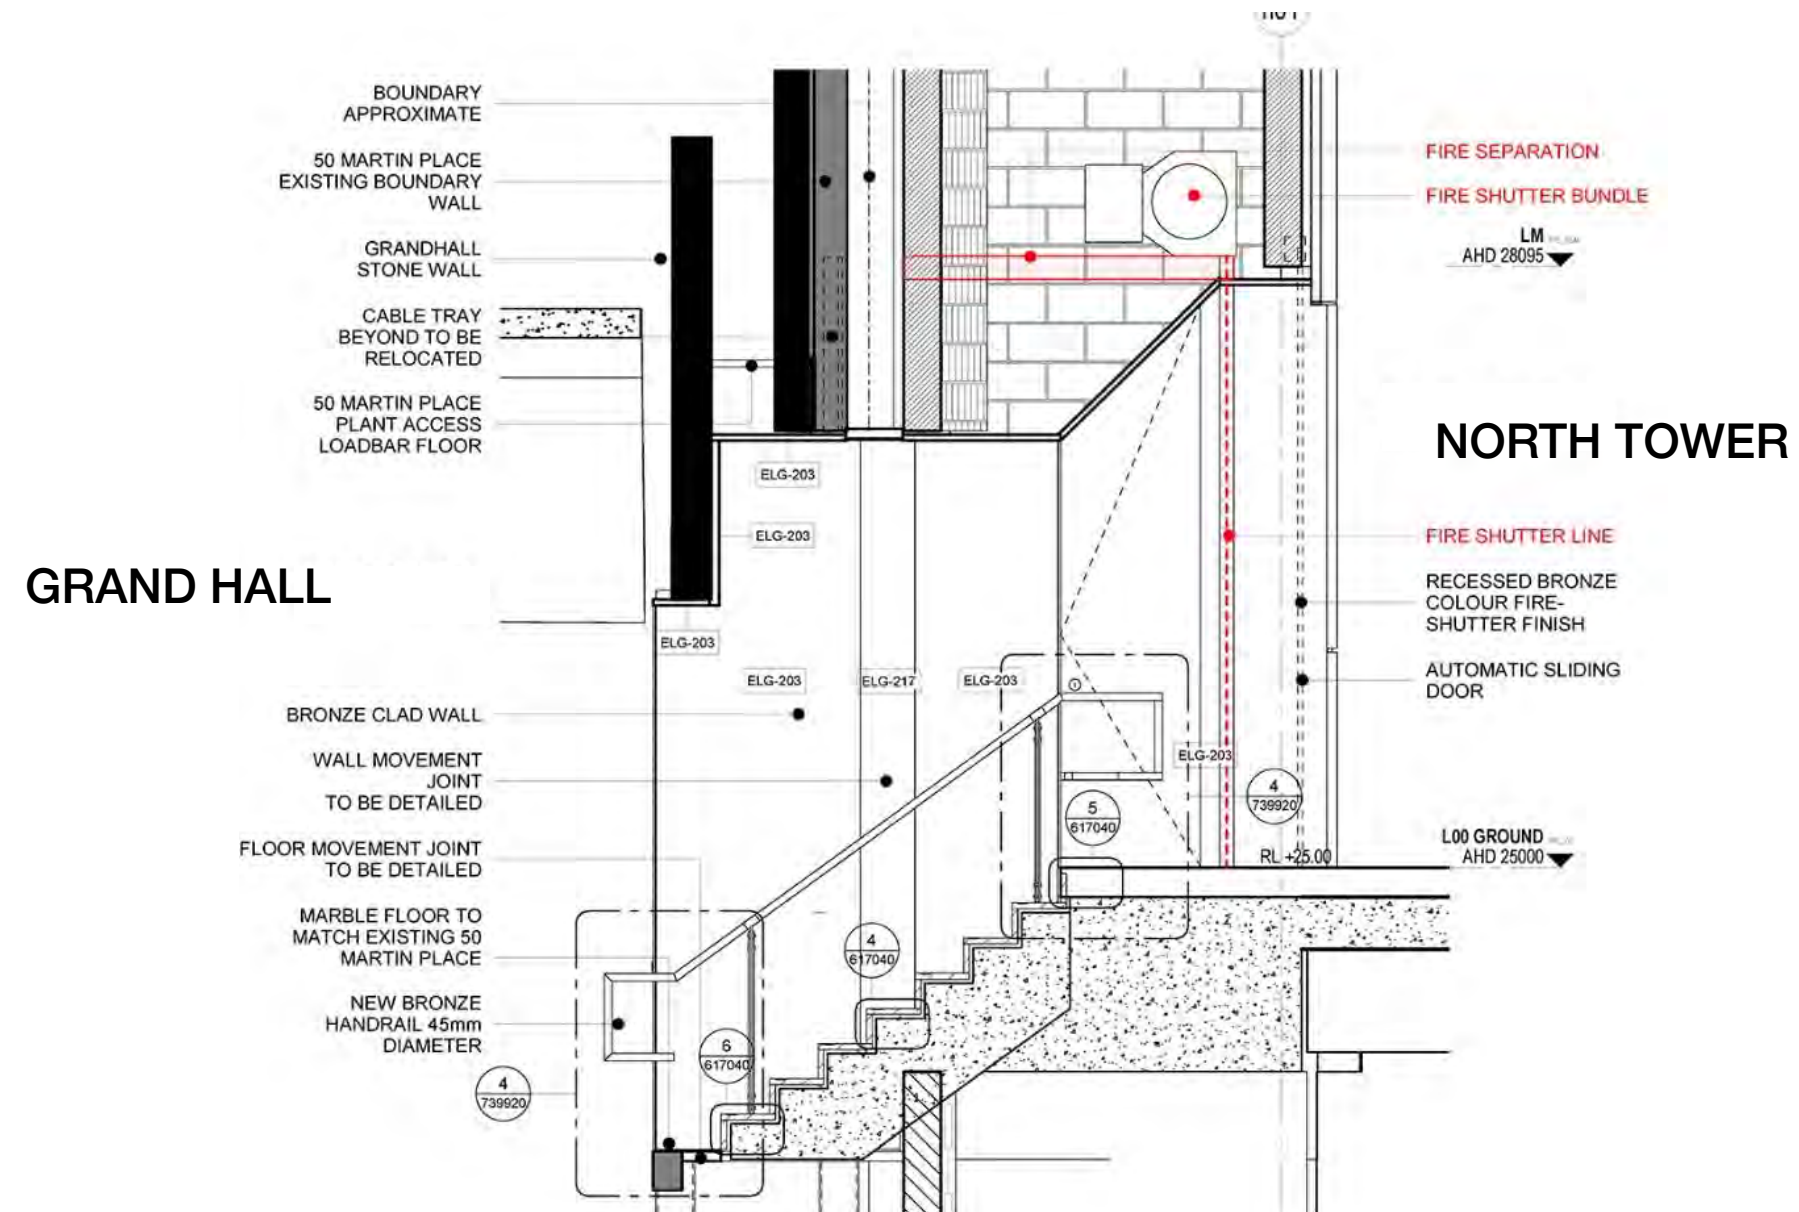 BOUNDARY
APPROXIMATE
50 MARTIN PLACE
EXISTING BOUNDARY
WALL
GRANDHALL
STONE WALL
CABLE TRAY
BEYOND TO BE
RELOCATED
50 MARTIN PLACE
PLANT ACCESS
LOADBAR FLOOR
GRAND HALL
BRONZE CLAD WALL
WALL MOVEMENT
JOINT
TO BE DETAILED
FLOOR MOVEMENT JOINT
TO BE DETAILED
MARBLE FLOOR TO
MATCH EXISTING 50
MARTIN PLACE
NEW BRONZE
HANDRAIL 45mm
DIAMETER
4
739920
ELG-203
ELG-203
ELG-203
ELG-203
ELG-217
ELG-203
1
ELG-203
4
739920
5
617040
4
617040
6
617040
RL +25.00
FIRE SEPARATION
FIRE SHUTTER BUNDLE
LM
AHD 28095
NORTH TOWER
FIRE SHUTTER LINE
RECESSED BRONZE
COLOUR FIRE-
SHUTTER FINISH
AUTOMATIC SLIDING
DOOR
L00 GROUND
AHD 25000